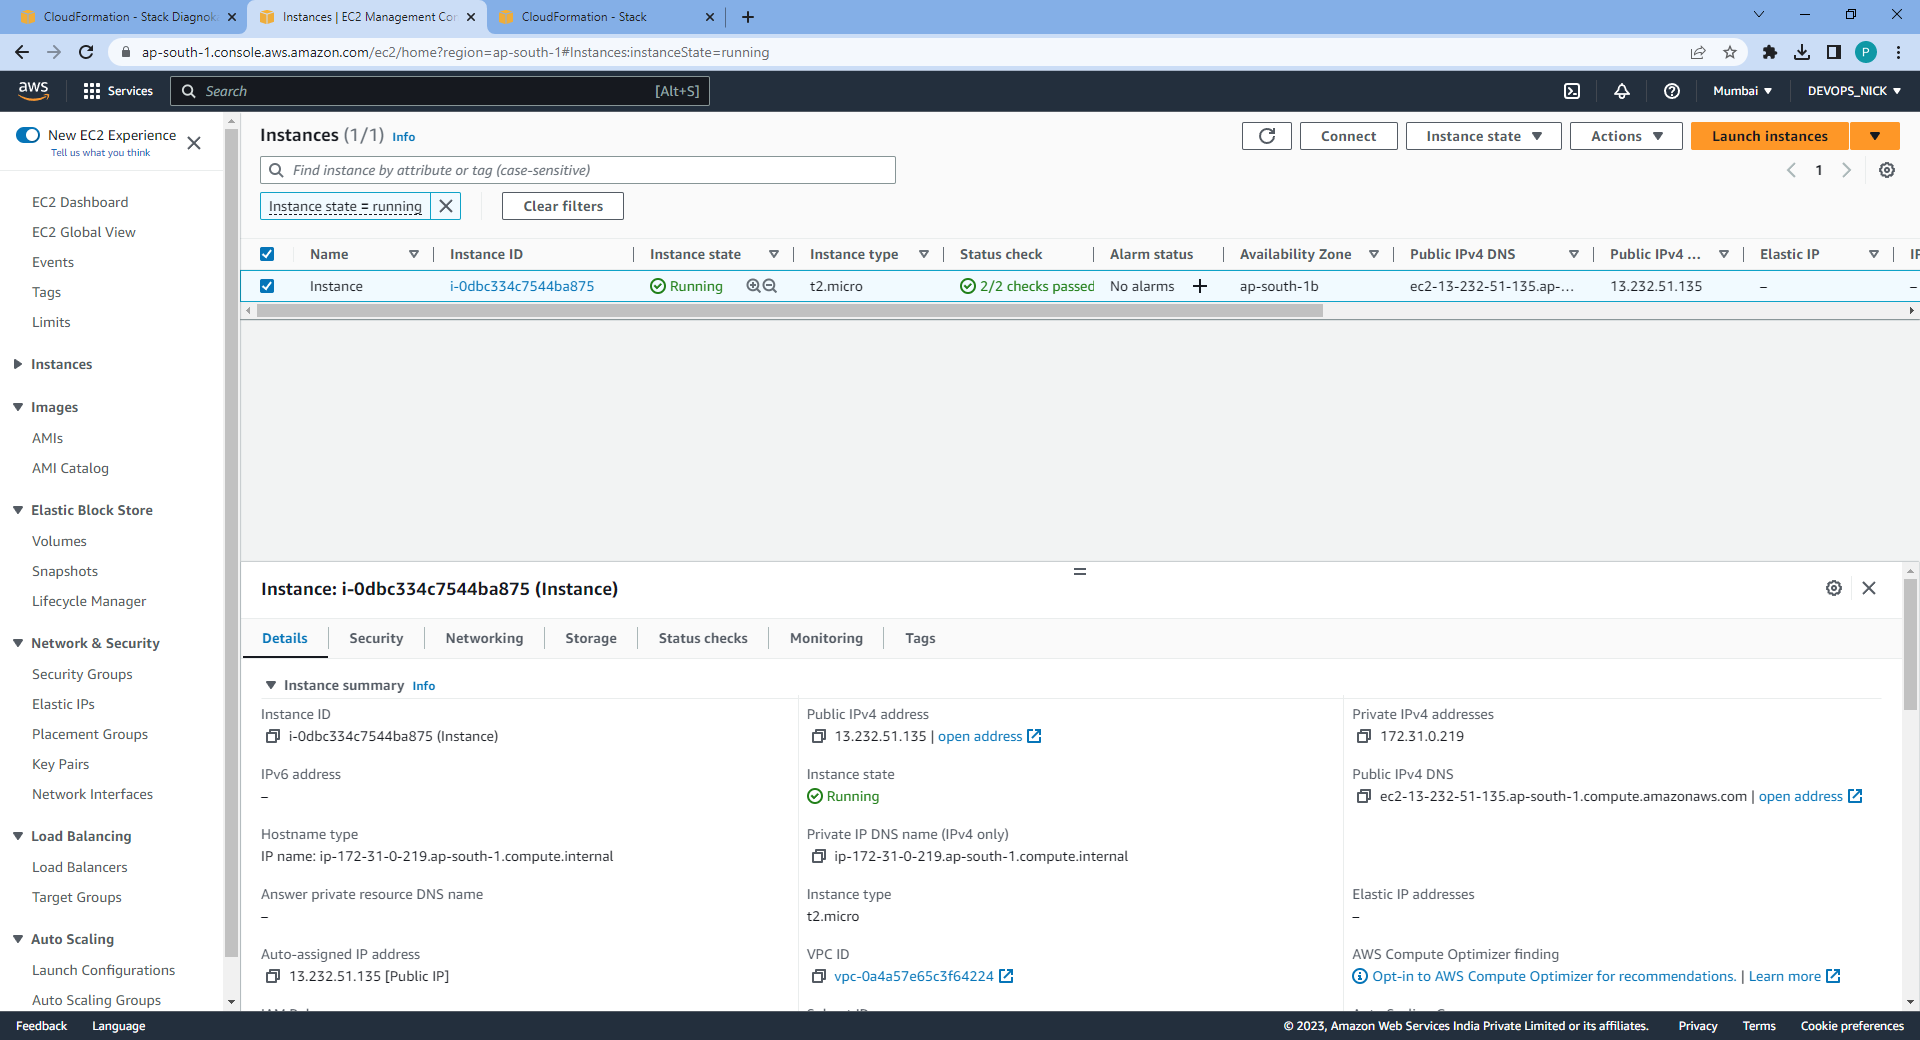 CloudFormation - Stack Diagnok
Instances | EC2 Management Cor
CloudFormation - Stack
ap-south-1.console.aws.amazon.com/ec2/home?region=ap-south-1#Instances:instanceState=running
P
aws
Services
Search
[Alt+S]
Mumbai
DEVOPS_NICK
New EC2 Experience
Tell us what you think
EC2 Dashboard
EC2 Global View
Events
Tags
Limits
Instances
Images
AMIs
AMI Catalog
Elastic Block Store
Volumes
Snapshots
Lifecycle Manager
Network & Security
Security Groups
Elastic IPs
Placement Groups
Key Pairs
Network Interfaces
Load Balancing
Load Balancers
Target Groups
Auto Scaling
Launch Configurations
Auto Scaling Groups
Instances (1/1) Info
Connect
Instance state
Actions
Launch instances
Find instance by attribute or tag (case-sensitive)
1
Instance state = running
Clear filters
Name Instance ID Instance state Instance type Status check Alarm status Availability Zone Public IPv4 DNS Public IPv4 ... Elastic IP IP
Instance i-0dbc334c7544ba875 Running t2.micro 2/2 checks passed No alarms + ap-south-1b ec2-13-232-51-135.ap-... 13.232.51.135 – –
Instance: i-0dbc334c7544ba875 (Instance)
Details Security Networking Storage Status checks Monitoring Tags
Instance summary Info
Instance ID
i-0dbc334c7544ba875 (Instance)
Public IPv4 address
13.232.51.135 | open address
Private IPv4 addresses
172.31.0.219
IPv6 address
–
Instance state
Running
Public IPv4 DNS
ec2-13-232-51-135.ap-south-1.compute.amazonaws.com | open address
Hostname type
IP name: ip-172-31-0-219.ap-south-1.compute.internal
Private IP DNS name (IPv4 only)
ip-172-31-0-219.ap-south-1.compute.internal
Answer private resource DNS name
–
Instance type
t2.micro
Elastic IP addresses
–
Auto-assigned IP address
13.232.51.135 [Public IP]
VPC ID
vpc-0a4a57e65c3f64224
AWS Compute Optimizer finding
Opt-in to AWS Compute Optimizer for recommendations. | Learn more
Feedback
Language
© 2023, Amazon Web Services India Private Limited or its affiliates.
Privacy
Terms
Cookie preferences